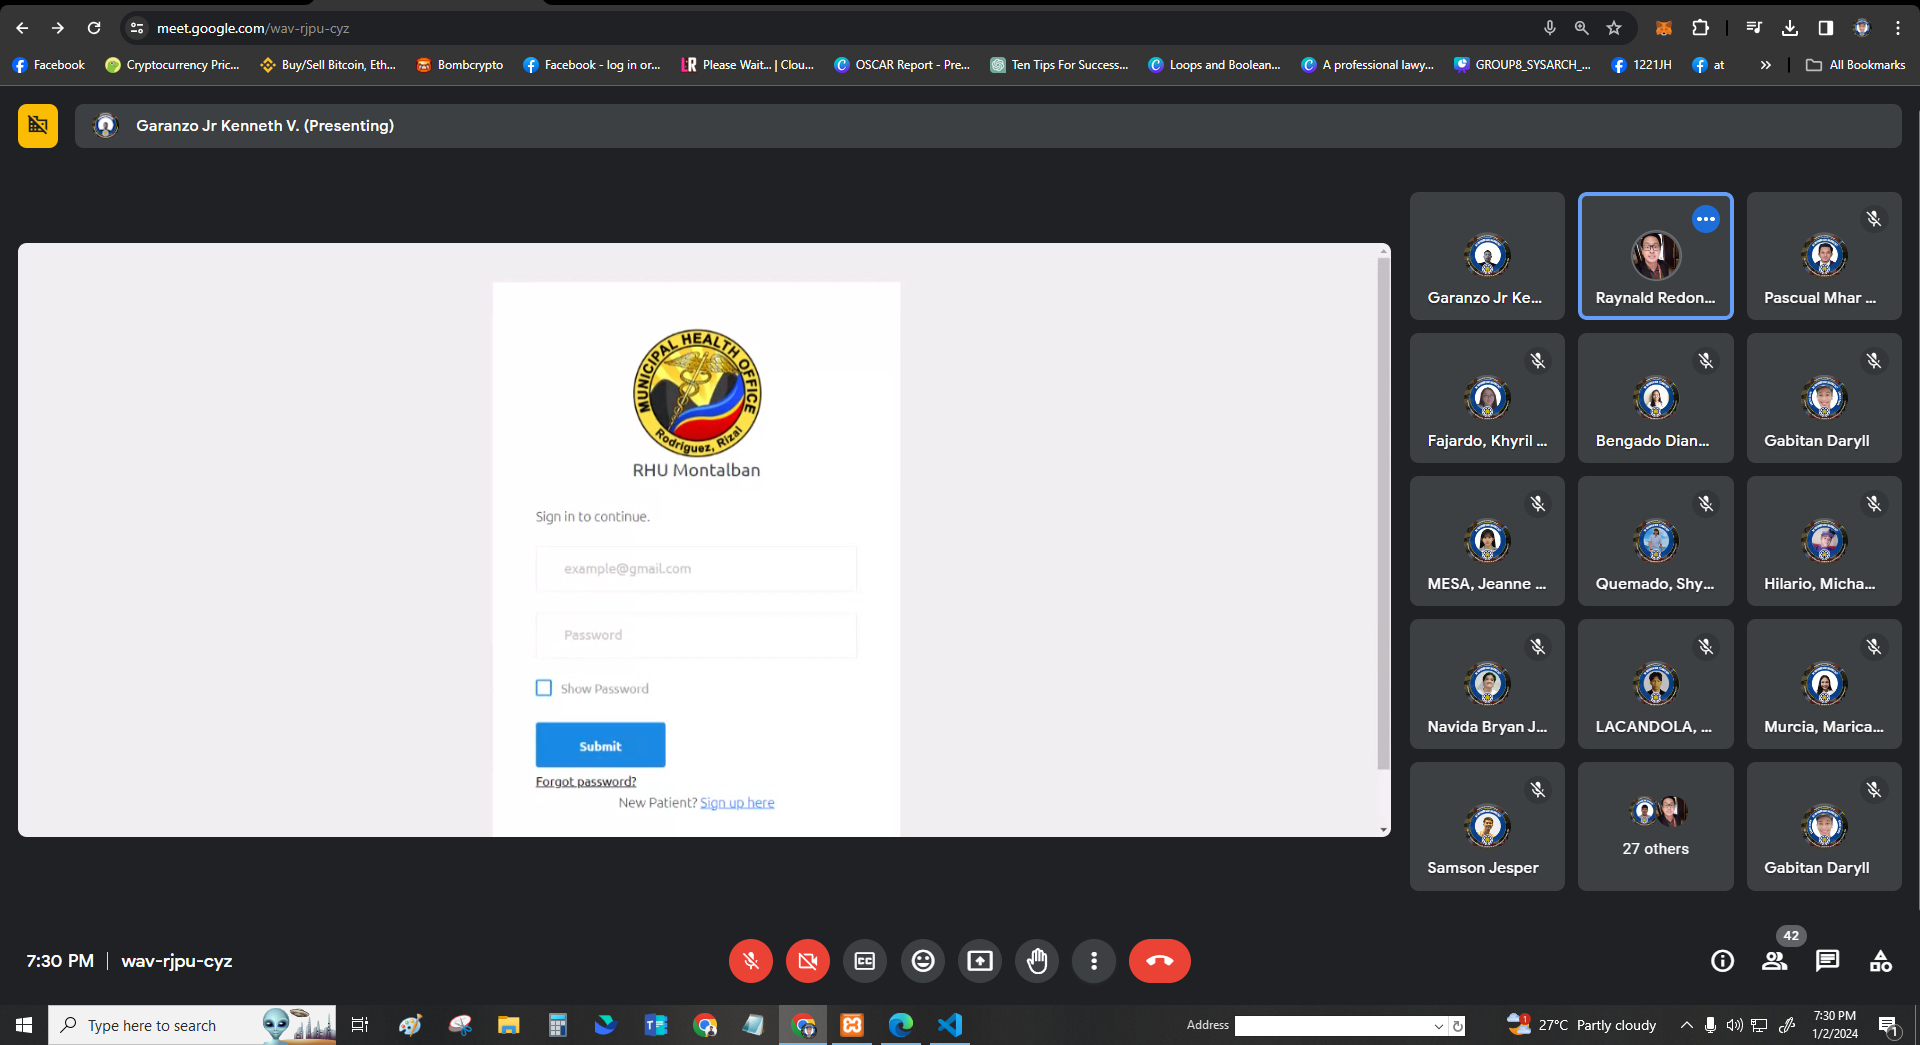 meet.google.com/wav-rjpu-cyz
Facebook
Cryptocurrency Pric...
Buy/Sell Bitcoin, Eth...
Bombcrypto
Facebook - log in or...
Please Wait... | Clou...
OSCAR Report - Pre...
Ten Tips For Success...
Loops and Boolean...
A professional lawy...
GROUP8_SYSARCH_...
1221JH
at
All Bookmarks
Garanzo Jr Kenneth V. (Presenting)
MUNICIPAL HEALTH OFFICE
Rodriguez, Rizal
RHU Montalban
Sign in to continue.
example@gmail.com
Password
Show Password
Submit
Forgot password?
New Patient? Sign up here
Garanzo Jr Ke...
Raynald Redon...
Pascual Mhar ...
Fajardo, Khyril ...
Bengado Dian...
Gabitan Daryll
MESA, Jeanne ...
Quemado, Shy...
Hilario, Micha...
Navida Bryan J...
LACANDOLA, ...
Murcia, Marica...
Samson Jesper
27 others
Gabitan Daryll
7:30 PM | wav-rjpu-cyz
CC
42
Type here to search
Address
1
27°C Partly cloudy
7:30 PM
1/2/2024
1